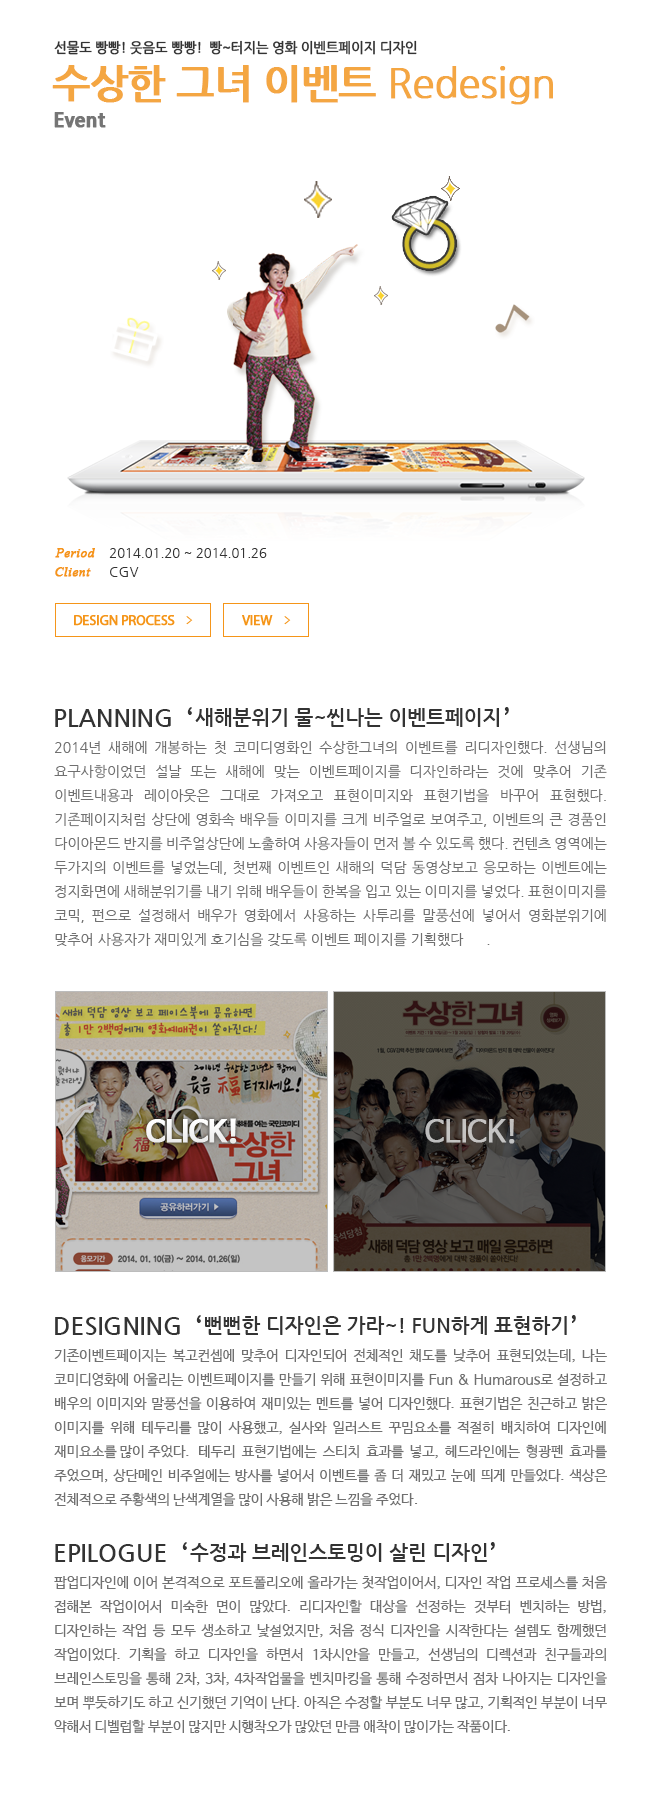 선물도 빵빵! 웃음도 빵빵! 빵~터지는 영화 이벤트페이지 디자인
수상한 그녀 이벤트 Redesign
Event
Period 2014.01.20 ~ 2014.01.26
Client CGV
DESIGN PROCESS >
VIEW >
PLANNING ‘새해분위기 물~씬나는 이벤트페이지’
2014년 새해에 개봉하는 첫 코미디영화인 수상한그녀의 이벤트를 리디자인했다. 선생님의
요구사항이었던 설날 또는 새해에 맞는 이벤트페이지를 디자인하라는 것에 맞추어 기존
이벤트내용과 레이아웃은 그대로 가져오고 표현이미지와 표현기법을 바꾸어 표현했다.
기존페이지처럼 상단에 영화속 배우들 이미지를 크게 비주얼로 보여주고, 이벤트의 큰 경품인
다이아몬드 반지를 비주얼상단에 노출하여 사용자들이 먼저 볼 수 있도록 했다. 컨텐츠 영역에는
두가지의 이벤트를 넣었는데, 첫번째 이벤트인 새해의 덕담 동영상보고 응모하는 이벤트에는
정지화면에 새해분위기를 내기 위해 배우들이 한복을 입고 있는 이미지를 넣었다. 표현이미지를
코믹, 펀으로 설정해서 배우가 영화에서 사용하는 사투리를 말풍선에 넣어서 영화분위기에
맞추어 사용자가 재미있게 호기심을 갖도록 이벤트 페이지를 기획했다 .
새해 덕담 영상 보고 페이스북에 공유하면
총 1만 2백명에게 영화예매권이 쏟아진다!
2014년 수상한 그녀와 함께
웃음 福 터지세요!
새해를 여는 국민코미디
수상한
그녀
福
CLICK!
공유하러가기
응모기간 2014. 01. 10(금) ~ 2014. 01.26(일)
수상한그녀
CLICK!
새해 덕담 영상 보고 매일 응모하면
총 1만 2백명에게 대박 경품이 쏟아진다!
DESIGNING ‘뻔뻔한 디자인은 가라~! FUN하게 표현하기’
기존이벤트페이지는 복고컨셉에 맞추어 디자인되어 전체적인 채도를 낮추어 표현되었는데, 나는
코미디영화에 어울리는 이벤트페이지를 만들기 위해 표현이미지를 Fun & Humarous로 설정하고
배우의 이미지와 말풍선을 이용하여 재미있는 멘트를 넣어 디자인했다. 표현기법은 친근하고 밝은
이미지를 위해 테두리를 많이 사용했고, 실사와 일러스트 꾸밈요소를 적절히 배치하여 디자인에
재미요소를 많이 주었다. 테두리 표현기법에는 스티치 효과를 넣고, 헤드라인에는 형광펜 효과를
주었으며, 상단메인 비주얼에는 방사를 넣어서 이벤트를 좀 더 재밌고 눈에 띄게 만들었다. 색상은
전체적으로 주황색의 난색계열을 많이 사용해 밝은 느낌을 주었다.
EPILOGUE ‘수정과 브레인스토밍이 살린 디자인’
팝업디자인에 이어 본격적으로 포트폴리오에 올라가는 첫작업이어서, 디자인 작업 프로세스를 처음
접해본 작업이어서 미숙한 면이 많았다. 리디자인할 대상을 선정하는 것부터 벤치하는 방법,
디자인하는 작업 등 모두 생소하고 낯설었지만, 처음 정식 디자인을 시작한다는 설렘도 함께했던
작업이었다. 기획을 하고 디자인을 하면서 1차시안을 만들고, 선생님의 디렉션과 친구들과의
브레인스토밍을 통해 2차, 3차, 4차작업물을 벤치마킹을 통해 수정하면서 점차 나아지는 디자인을
보며 뿌듯하기도 하고 신기했던 기억이 난다. 아직은 수정할 부분도 너무 많고, 기획적인 부분이 너무
약해서 디벨럽할 부분이 많지만 시행착오가 많았던 만큼 애착이 많이가는 작품이다.